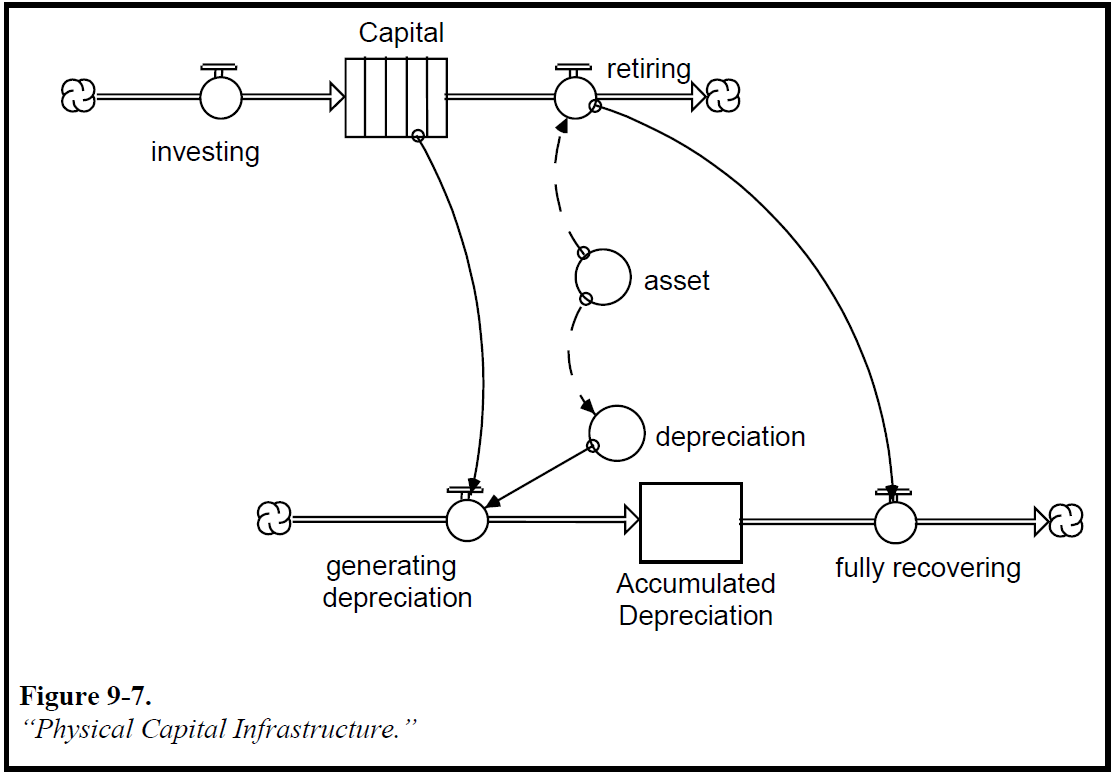 Capital
retiring
investing
asset
depreciation
generating
depreciation
Accumulated
Depreciation
fully recovering
Figure 9-7.
“Physical Capital Infrastructure.”